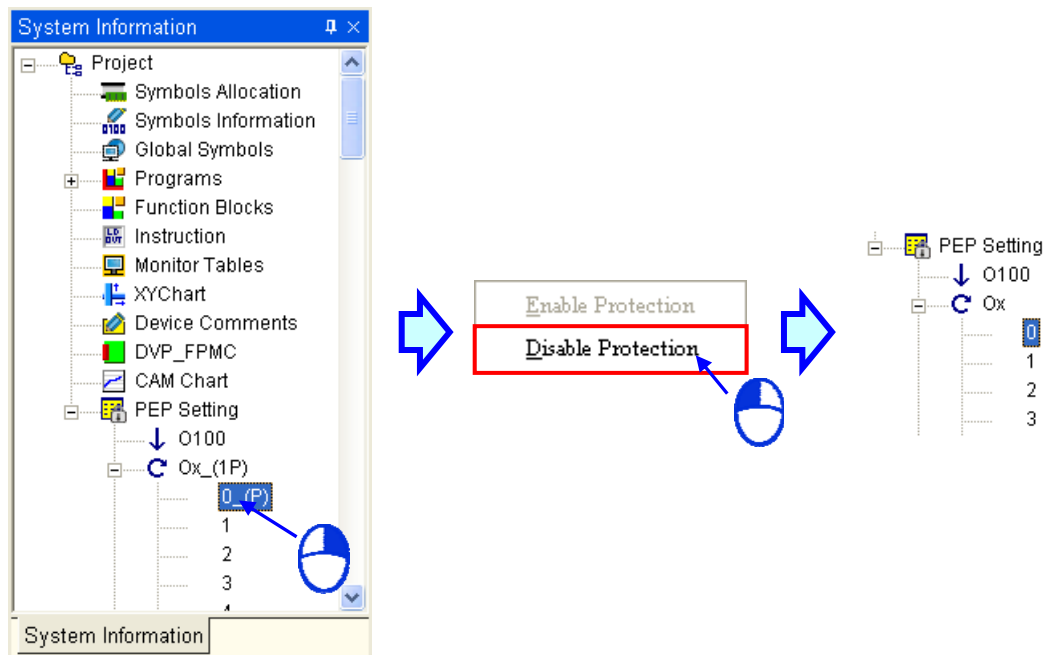 System Information
Project
Symbols Allocation
Symbols Information
Global Symbols
Programs
Function Blocks
Instruction
Monitor Tables
XYChart
Device Comments
DVP_FPMC
CAM Chart
PEP Setting
O100
Ox_(1P)
0_(P)
1
2
3
System Information
Enable Protection
Disable Protection
PEP Setting
O100
Ox
0
1
2
3